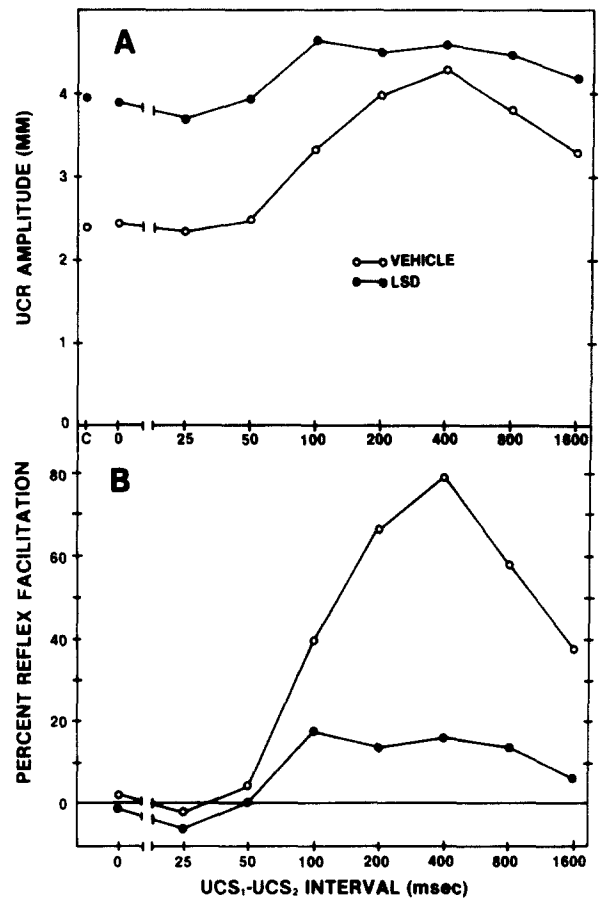 A
UCR AMPLITUDE (MM)
4
3
2
1
0
VEHICLE
LSD
C 0 25 50 100 200 400 800 1600
B
PERCENT REFLEX FACILITATION
80
60
40
20
0
0 25 50 100 200 400 800 1600
UCS₁-UCS₂ INTERVAL (msec)